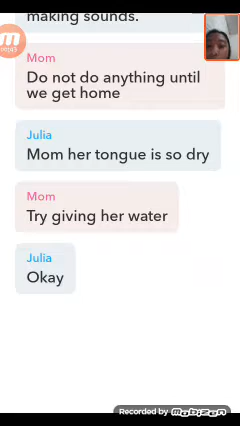 making sounds.
Mom
Do not do anything until
we get home
Julia
Mom her tongue is so dry
Mom
Try giving her water
Julia
Okay
Recorded by mobizen